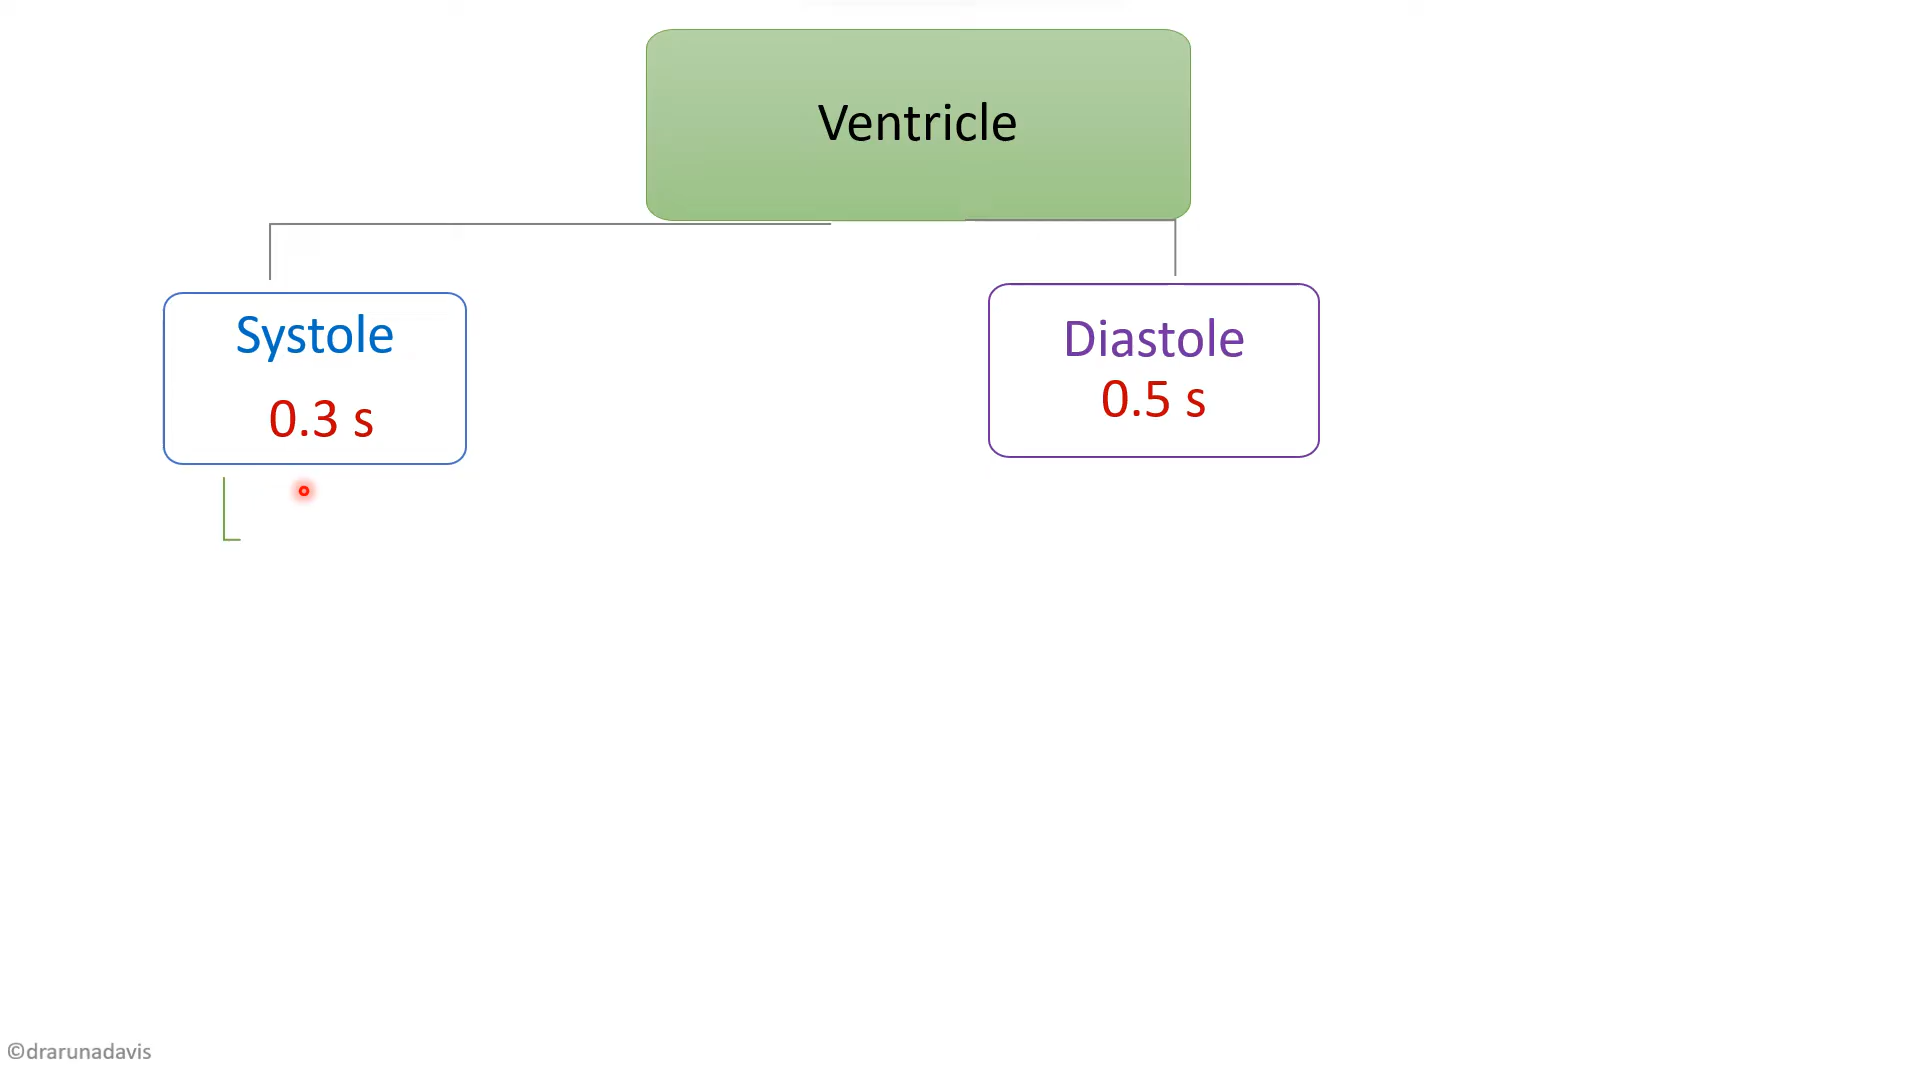 Ventricle
Systole
0.3 s
Diastole
0.5 s
©drarunadavis